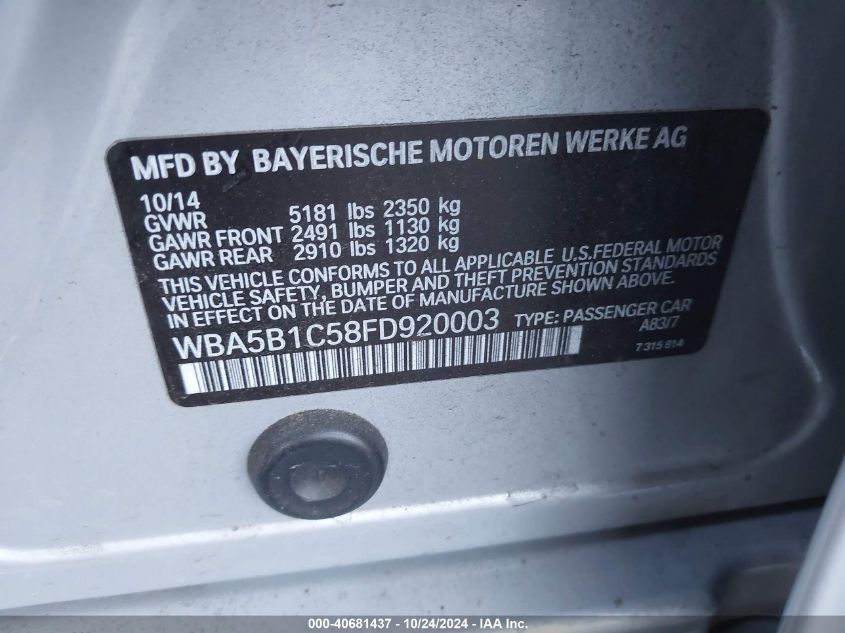 MFD BY BAYERISCHE MOTOREN WERKE AG
10/14
GVWR 5181 lbs 2350 kg
GAWR FRONT 2491 lbs 1130 kg
GAWR REAR 2910 lbs 1320 kg
THIS VEHICLE CONFORMS TO ALL APPLICABLE U.S.FEDERAL MOTOR
VEHICLE SAFETY, BUMPER AND THEFT PREVENTION STANDARDS
IN EFFECT ON THE DATE OF MANUFACTURE SHOWN ABOVE.
WBA5B1C58FD920003 TYPE: PASSENGER CAR
A83/7
7315814
000-40681437 - 10/24/2024 - IAA Inc.